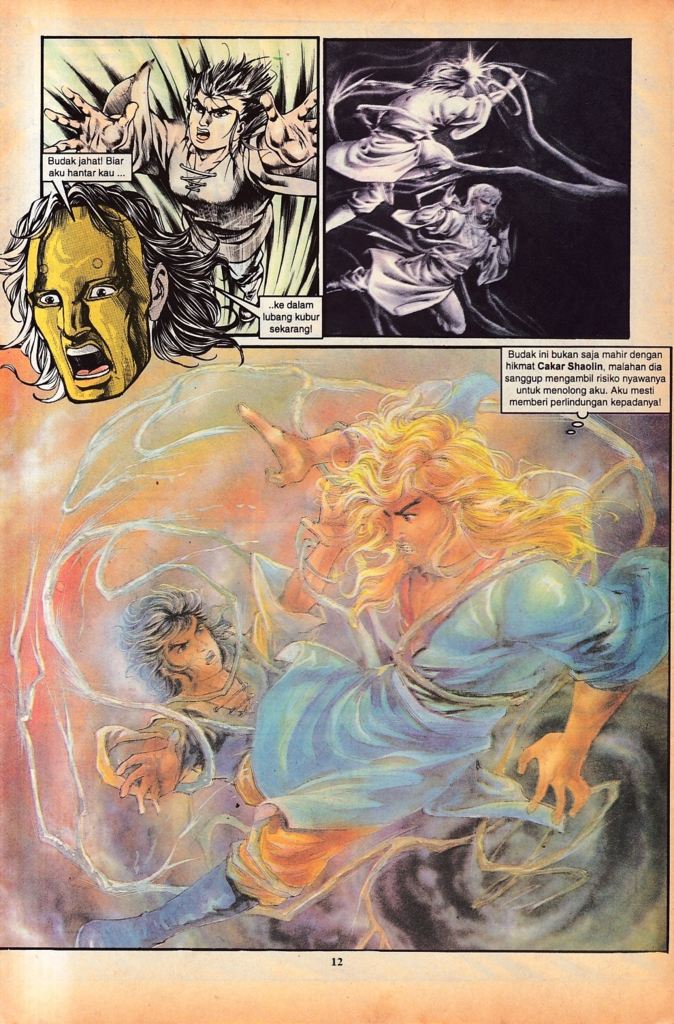 Budak jahat! Biar
aku hantar kau ...
..ke dalam
lubang kubur
sekarang!
Budak ini bukan saja mahir dengan
hikmat Cakar Shaolin, malahan dia
sanggup mengambil risiko nyawanya
untuk menolong aku. Aku mesti
memberi perlindungan kepadanya!
12